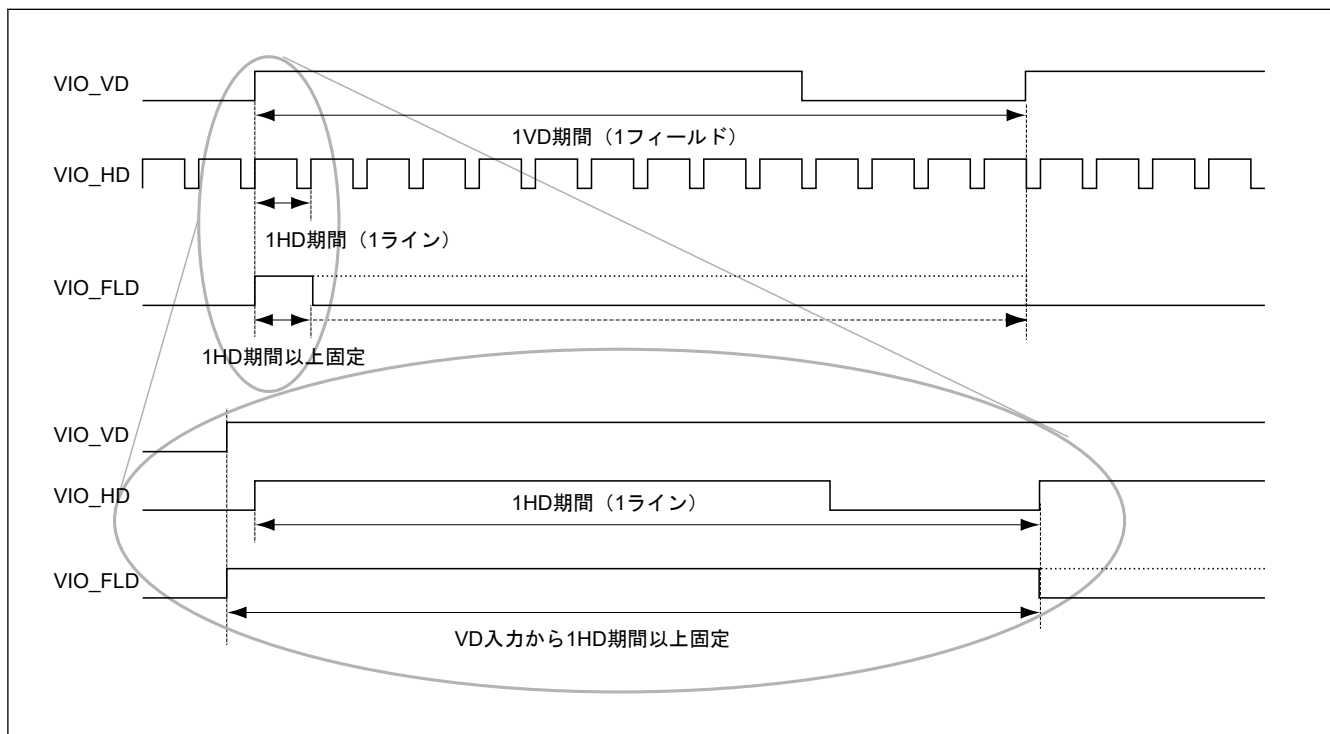 VIO_VD
1VD期間（1フィールド）
VIO_HD
1HD期間（1ライン）
VIO_FLD
1HD期間以上固定
VIO_VD
VIO_HD
1HD期間（1ライン）
VIO_FLD
VD入力から1HD期間以上固定